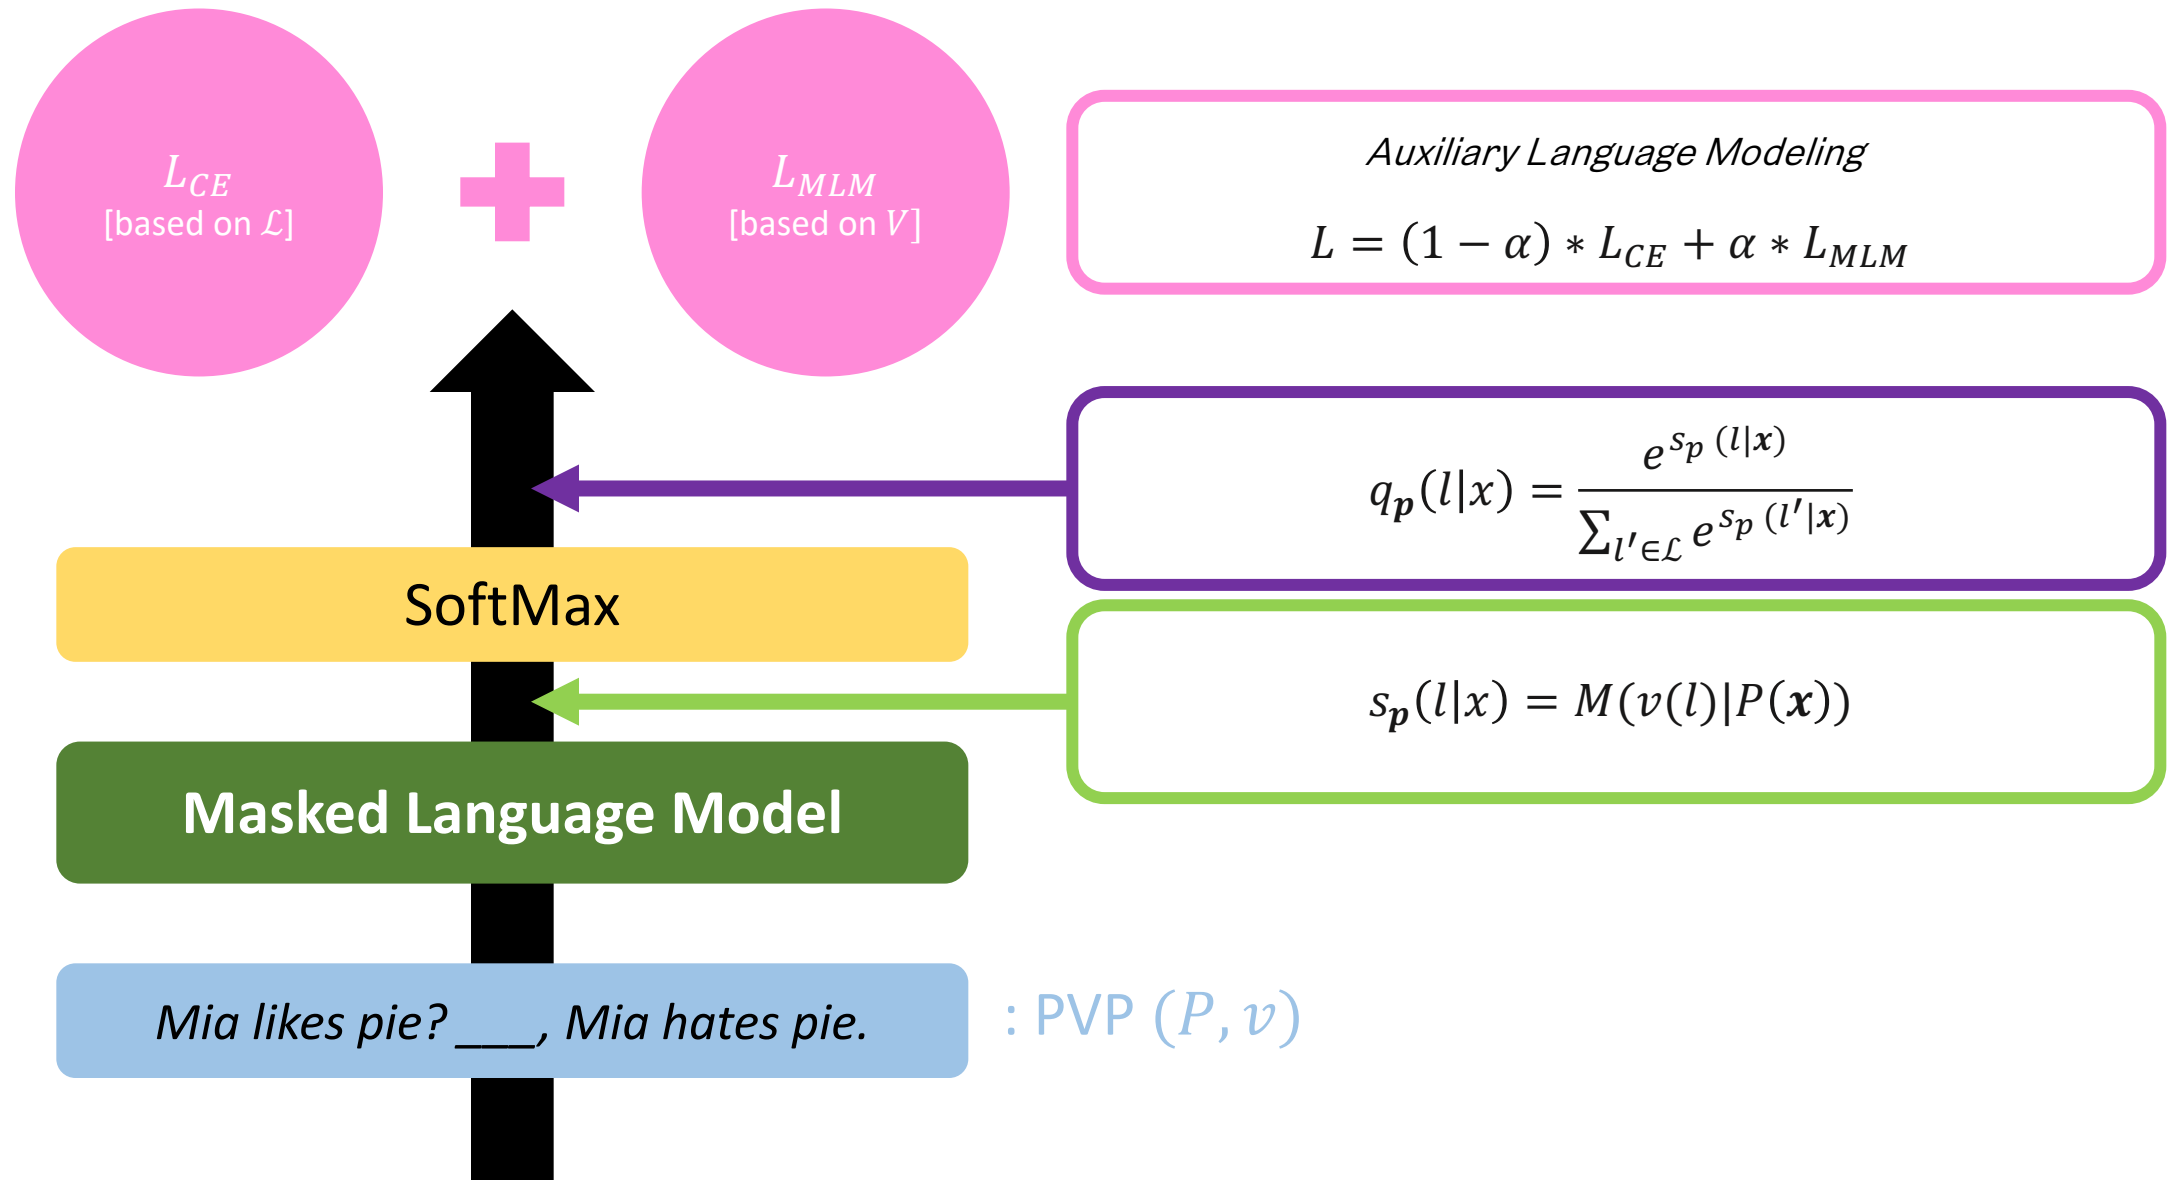 L_CE
[based on ℒ]
L_MLM
[based on V]
Auxiliary Language Modeling
L = (1 − α) ∗ L_CE + α ∗ L_MLM
q_p(l|x) = e^{s_p (l|x)} / ∑_{l′∈ℒ} e^{s_p (l′|x)}
SoftMax
s_p(l|x) = M(v(l)|P(x))
Masked Language Model
Mia likes pie? ___, Mia hates pie.
: PVP (P, v)